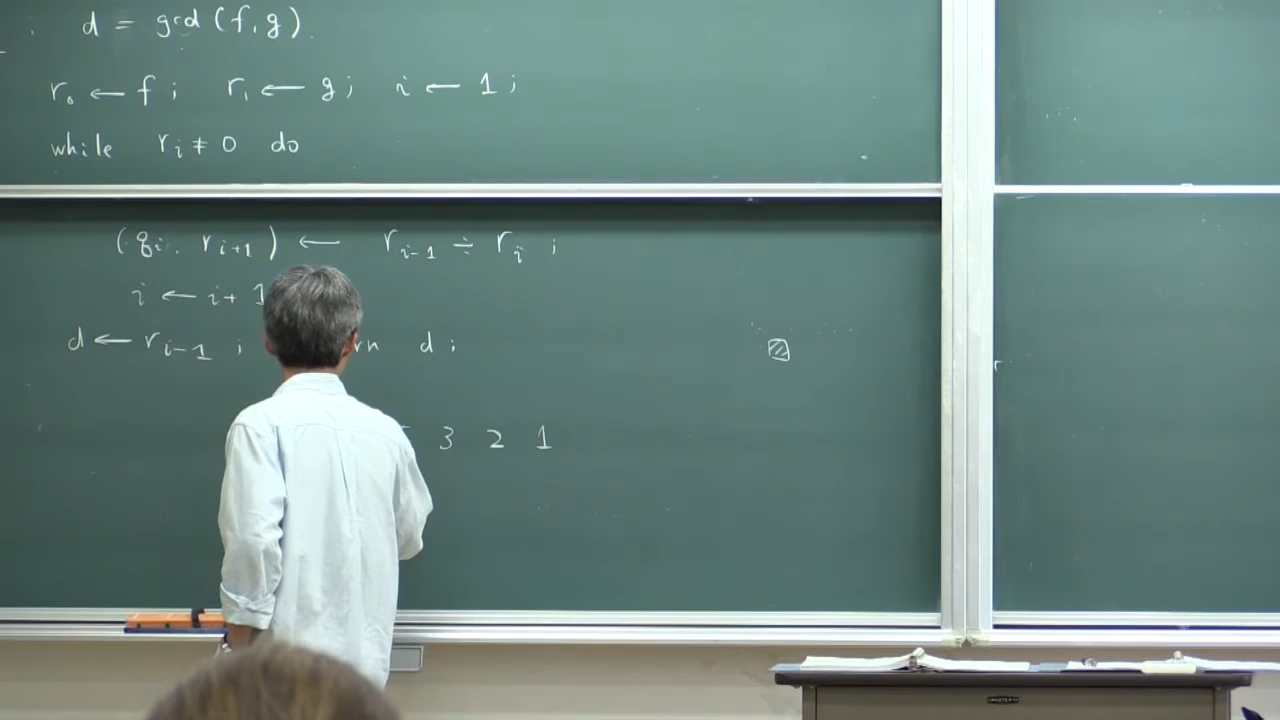 d = gcd (f, g).
r₀ ← f ; r₁ ← g ; i ← 1 ;
while rᵢ ≠ 0 do
(qᵢ, rᵢ₊₁) ← rᵢ₋₁ ÷ rᵢ ;
i ← i + 1
d ← rᵢ₋₁ ; rn d ;
3 2 1